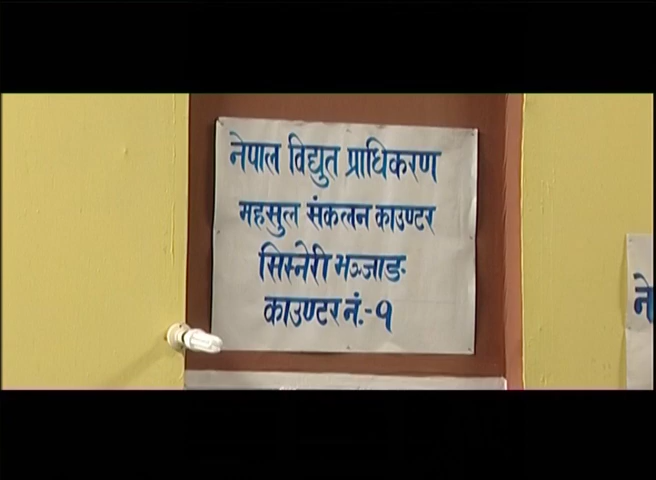 नेपाल विद्युत प्राधिकरण
महसुल संकलन काउण्टर
सिस्नेरी भञ्जाङ
काउण्टर नं.-१
ने